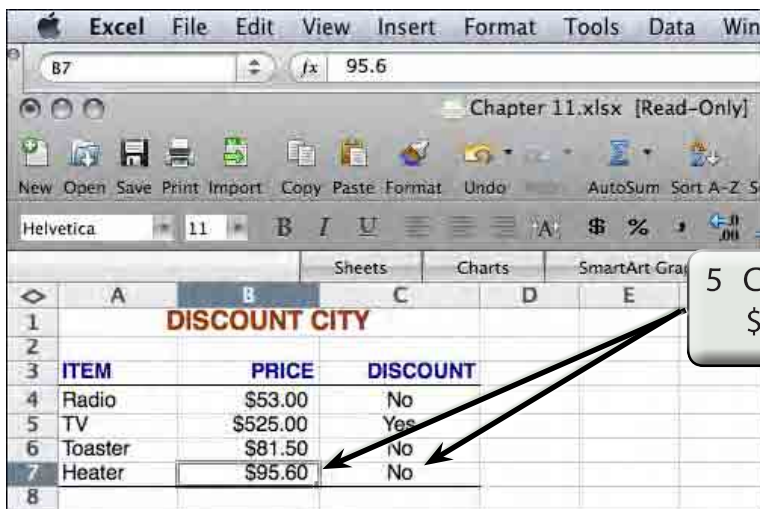 Excel File Edit View Insert Format Tools Data Win
B7 fx 95.6
Chapter 11.xlsx [Read-Only]
New Open Save Print Import Copy Paste Format Undo AutoSum Sort A-Z S
Helvetica 11 B I U A $ % , .0 .00
Sheets Charts SmartArt Gra
A B C D E
1 DISCOUNT CITY
2
3 ITEM PRICE DISCOUNT
4 Radio $53.00 No
5 TV $525.00 Yes
6 Toaster $81.50 No
7 Heater $95.60 No
8
5 C
$